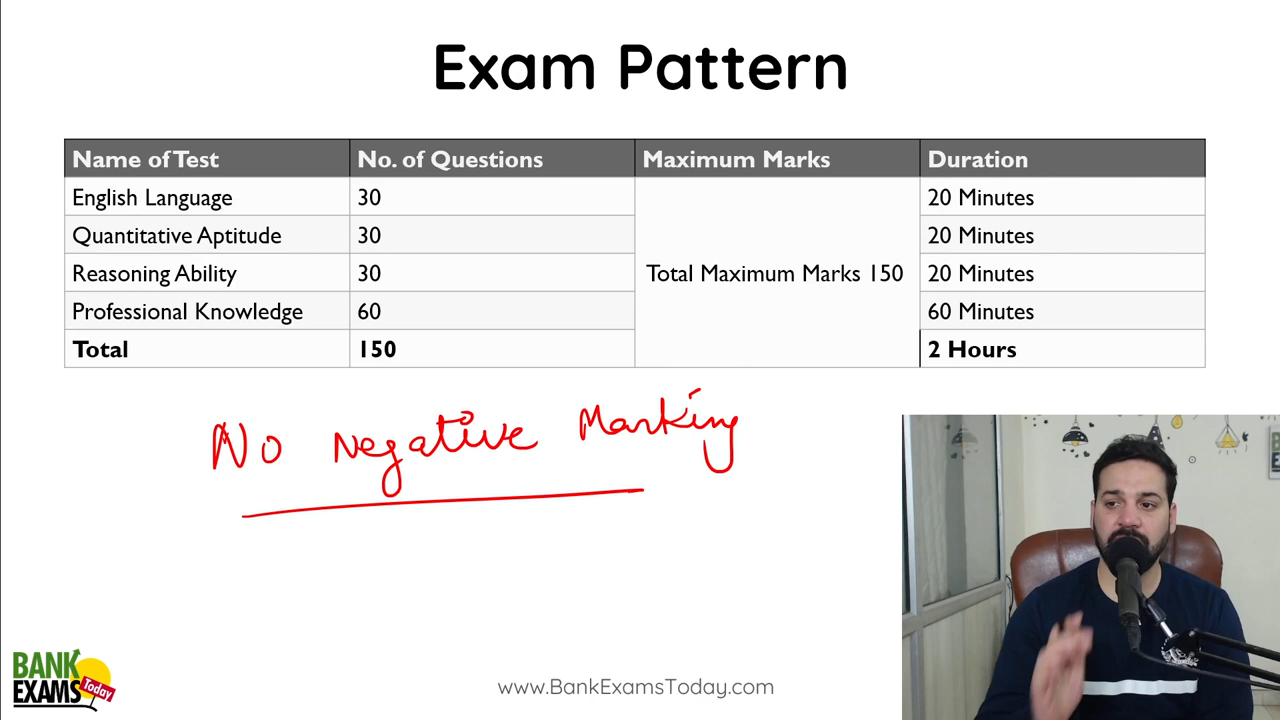 Exam Pattern
Name of Test No. of Questions Maximum Marks Duration
English Language 30 20 Minutes
Quantitative Aptitude 30 20 Minutes
Reasoning Ability 30 Total Maximum Marks 150 20 Minutes
Professional Knowledge 60 60 Minutes
Total 150 2 Hours
No Negative Marking
BANK
EXAMS Today
www.BankExamsToday.com